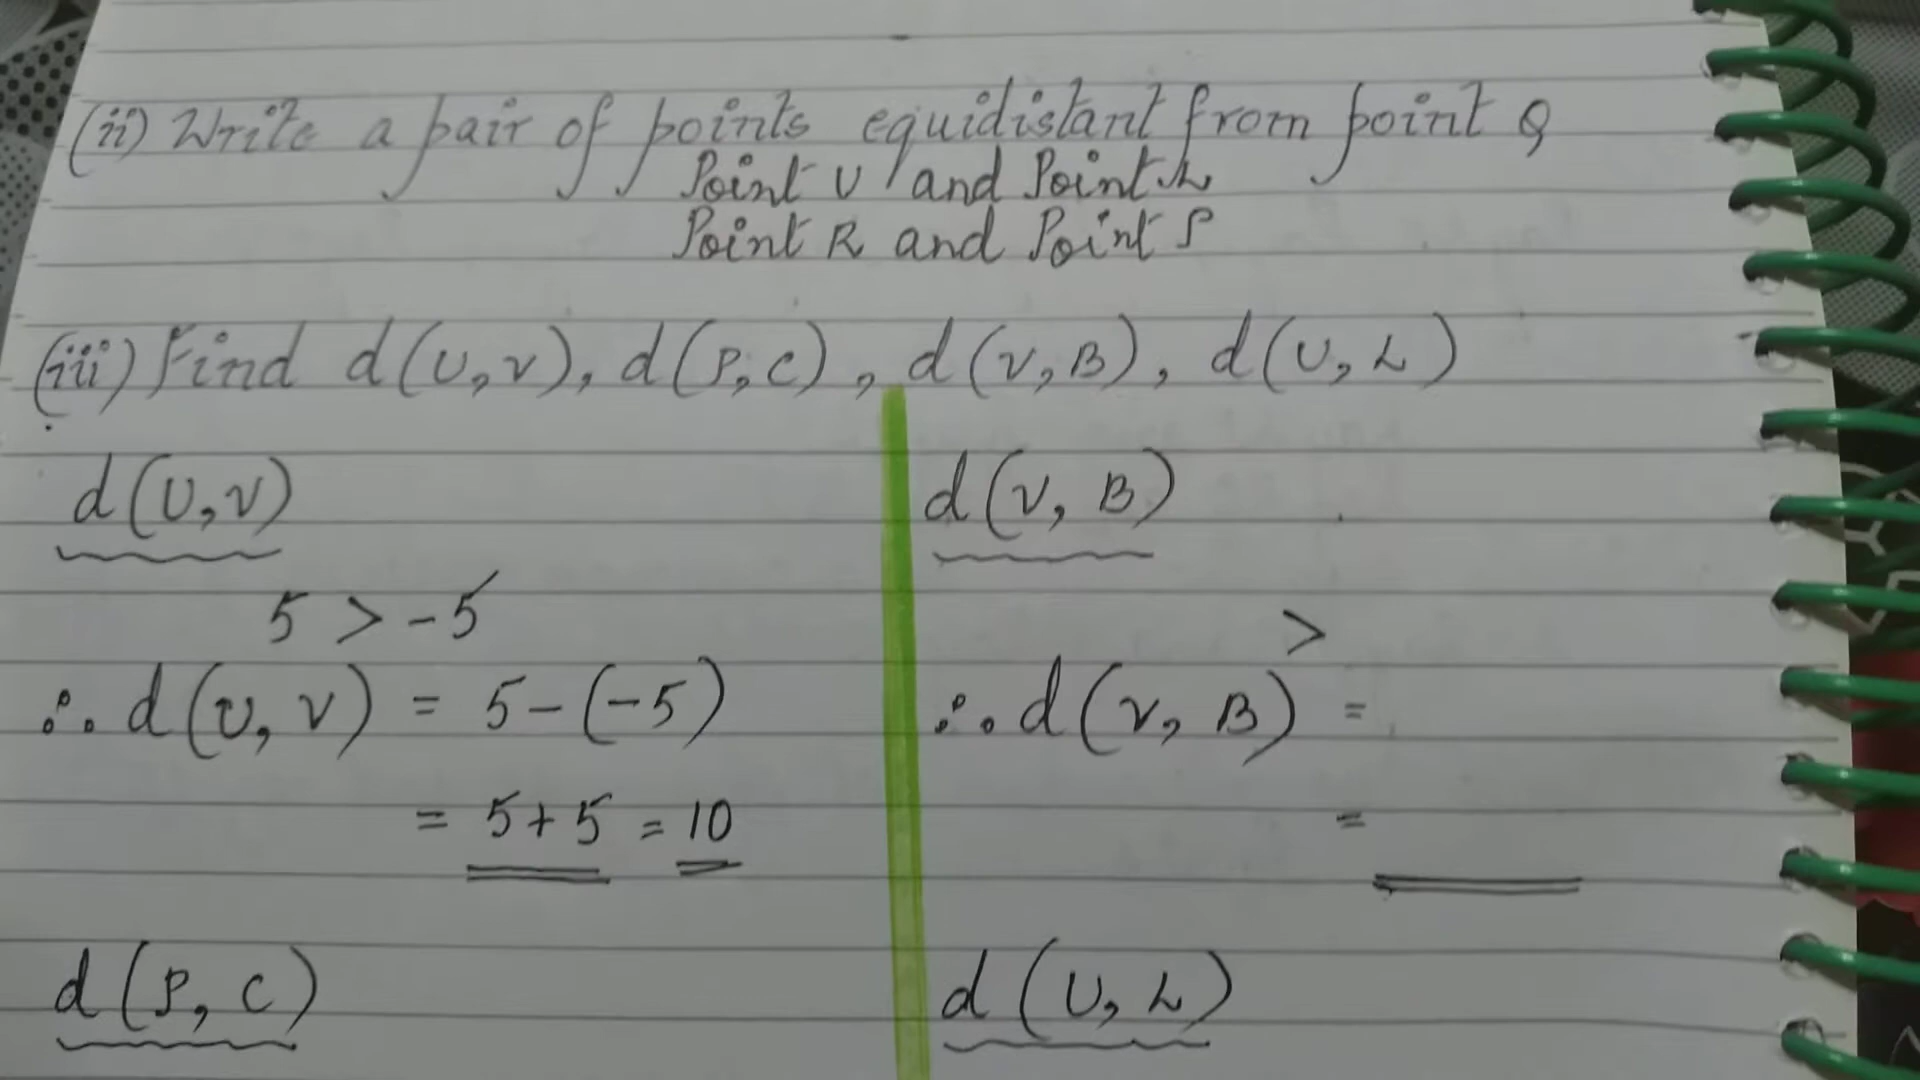 (ii) Write a pair of points equidistant from point Q
Point U and Point L
Point R and Point P
(iii) Find d(U,V), d(P,C), d(V,B), d(U,L)
d(U,V)
5 > -5
∴ d(U,V) = 5-(-5)
= 5+5 = 10
d(P,C)
d(V,B)
>
∴ d(V,B) =
=
d(U,L)